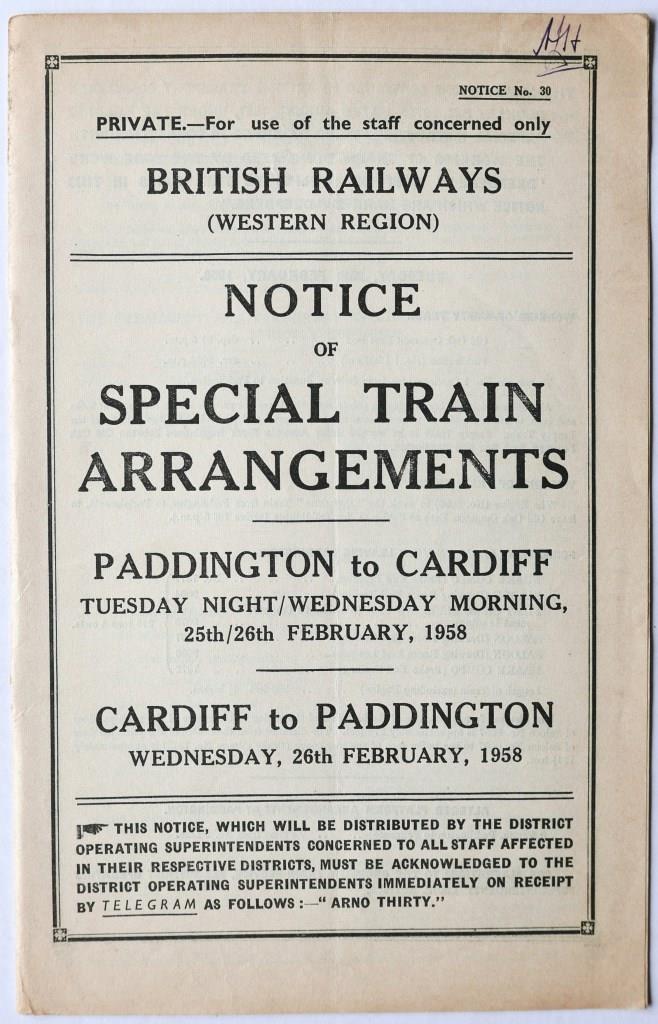 NOTICE No. 30
PRIVATE.—For use of the staff concerned only
BRITISH RAILWAYS
(WESTERN REGION)
NOTICE
OF
SPECIAL TRAIN
ARRANGEMENTS
PADDINGTON to CARDIFF
TUESDAY NIGHT/WEDNESDAY MORNING,
25th/26th FEBRUARY, 1958
CARDIFF to PADDINGTON
WEDNESDAY, 26th FEBRUARY, 1958
☛ THIS NOTICE, WHICH WILL BE DISTRIBUTED BY THE DISTRICT
OPERATING SUPERINTENDENTS CONCERNED TO ALL STAFF AFFECTED
IN THEIR RESPECTIVE DISTRICTS, MUST BE ACKNOWLEDGED TO THE
DISTRICT OPERATING SUPERINTENDENTS IMMEDIATELY ON RECEIPT
BY TELEGRAM AS FOLLOWS :—“ ARNO THIRTY.”